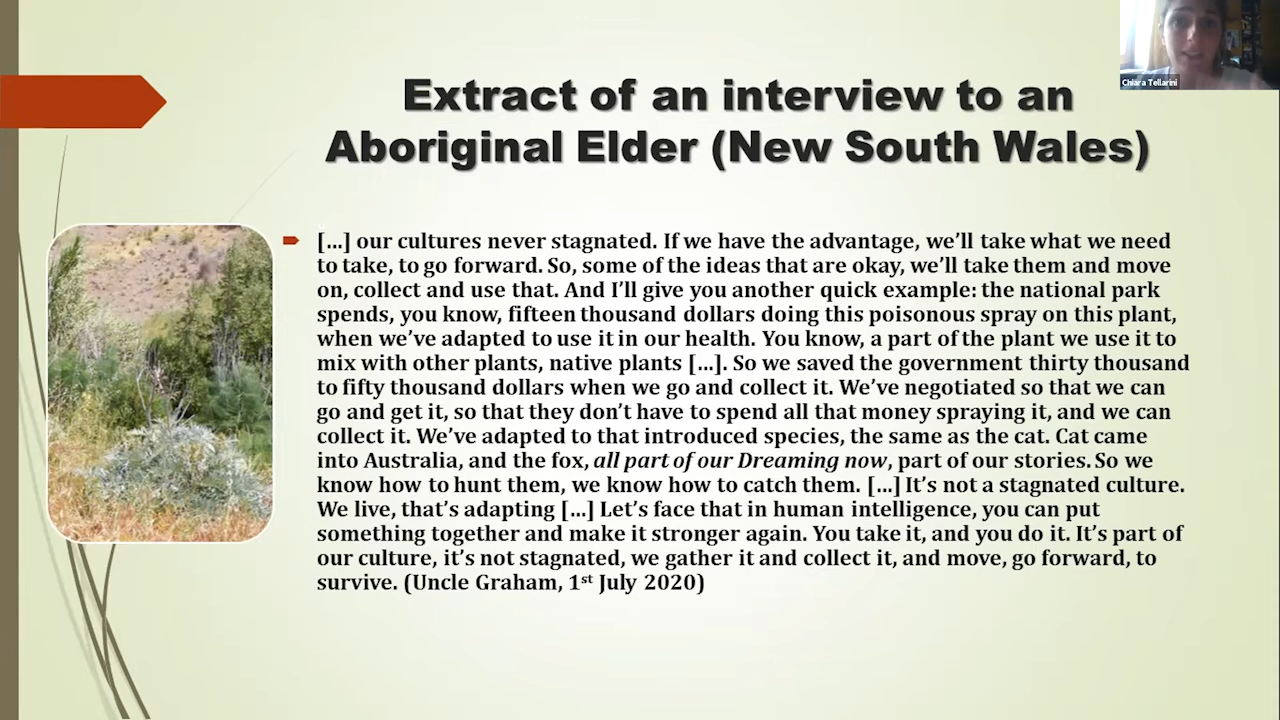 Chiara Tellarini
Extract of an interview to an
Aboriginal Elder (New South Wales)
[…] our cultures never stagnated. If we have the advantage, we’ll take what we need
to take, to go forward. So, some of the ideas that are okay, we’ll take them and move
on, collect and use that. And I’ll give you another quick example: the national park
spends, you know, fifteen thousand dollars doing this poisonous spray on this plant,
when we’ve adapted to use it in our health. You know, a part of the plant we use it to
mix with other plants, native plants […]. So we saved the government thirty thousand
to fifty thousand dollars when we go and collect it. We’ve negotiated so that we can
go and get it, so that they don’t have to spend all that money spraying it, and we can
collect it. We’ve adapted to that introduced species, the same as the cat. Cat came
into Australia, and the fox, all part of our Dreaming now, part of our stories. So we
know how to hunt them, we know how to catch them. […] It’s not a stagnated culture.
We live, that’s adapting […] Let’s face that in human intelligence, you can put
something together and make it stronger again. You take it, and you do it. It’s part of
our culture, it’s not stagnated, we gather it and collect it, and move, go forward, to
survive. (Uncle Graham, 1st July 2020)